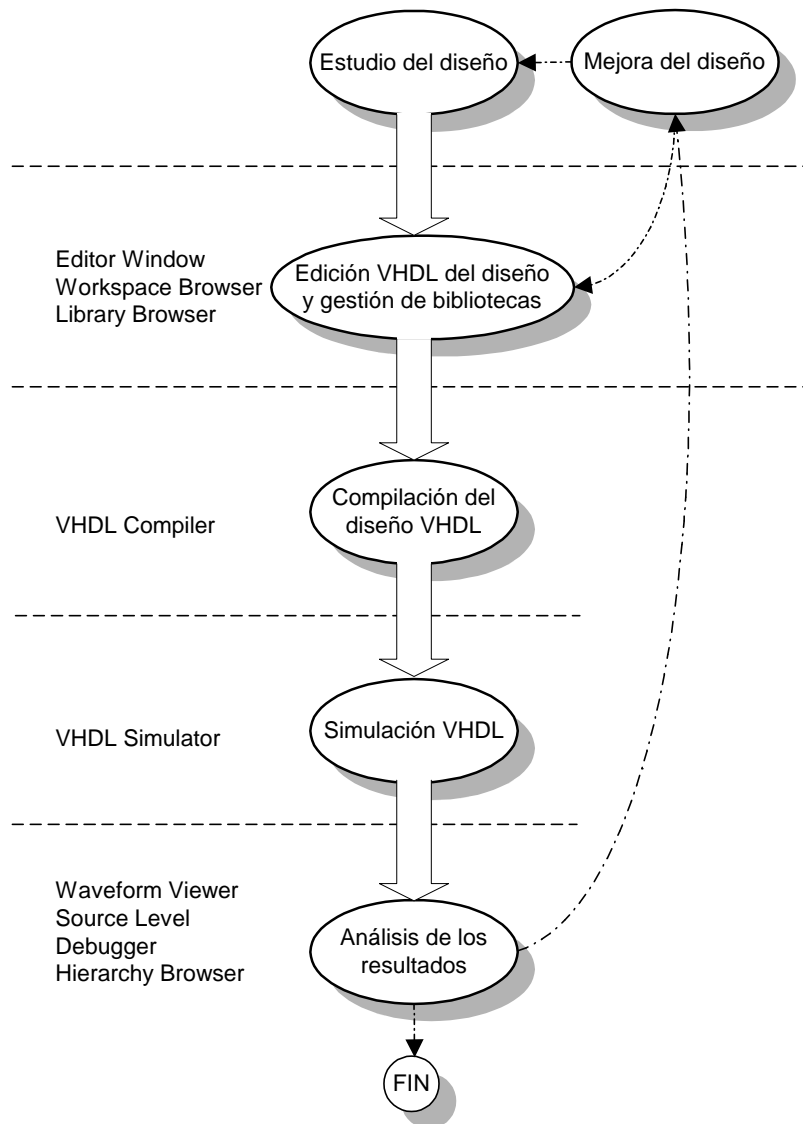 Estudio del diseño
Mejora del diseño
Editor Window
Workspace Browser
Library Browser
Edición VHDL del diseño
y gestión de bibliotecas
VHDL Compiler
Compilación del
diseño VHDL
VHDL Simulator
Simulación VHDL
Waveform Viewer
Source Level
Debugger
Hierarchy Browser
Análisis de los
resultados
FIN